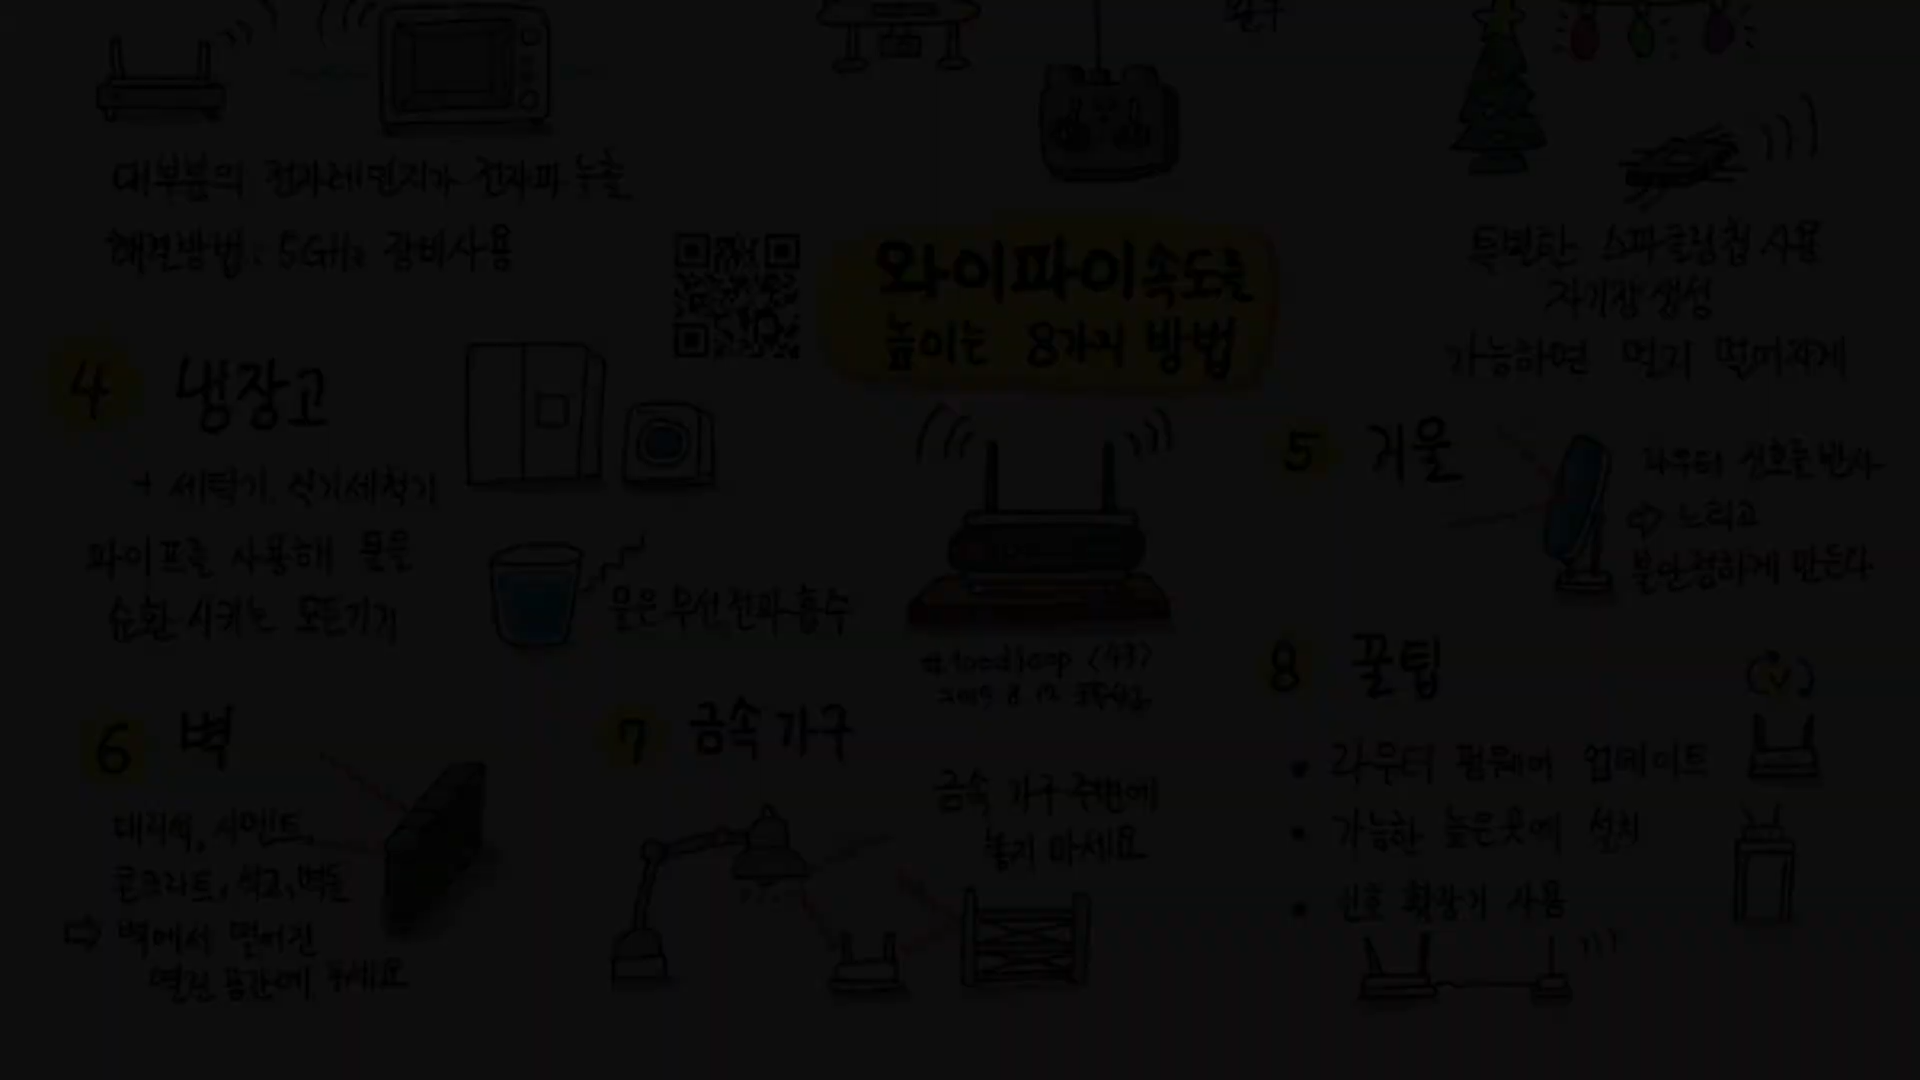 대부분의 전자레인지가 전자파 누출
해결방법: 5GHz 장비사용
와이파이속도를
높이는 8가지 방법
특별한 스파클링칩 사용
자기장 생성
가능하면 멀리 떨어지게
4 냉장고
+ 세탁기, 식기세척기
파이프를 사용해 물을
순환시키는 모든기기
물은 무선전파 흡수
5 거울
라우터 신호를 반사
⇨ 느리고
불안정하게 만든다
6 벽
대리석, 시멘트,
콘크리트, 석고, 벽돌
⇨ 벽에서 떨어진
열린 공간에 두세요
7 금속 가구
금속 가구 주변에
놓지 마세요
8 꿀팁
• 라우터 펌웨어 업데이트
• 가능한 높은곳에 설치
• 신호 확장기 사용